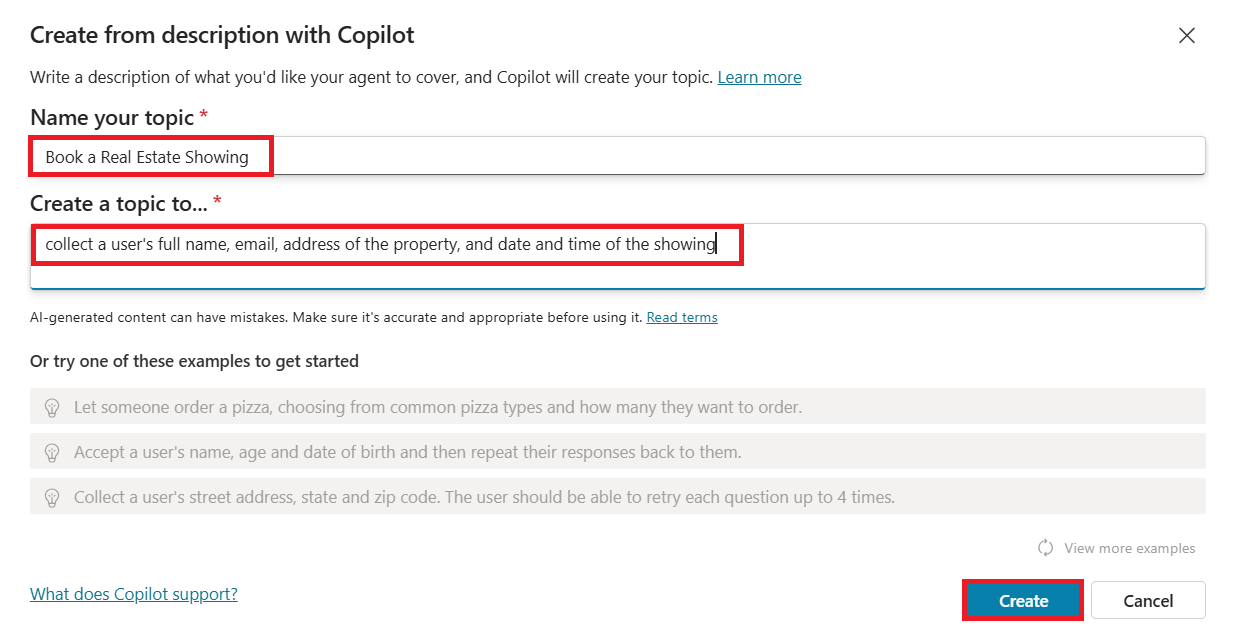 Create from description with Copilot
Write a description of what you'd like your agent to cover, and Copilot will create your topic. Learn more
Name your topic *
Book a Real Estate Showing
Create a topic to... *
collect a user's full name, email, address of the property, and date and time of the showing
AI-generated content can have mistakes. Make sure it's accurate and appropriate before using it. Read terms
Or try one of these examples to get started
Let someone order a pizza, choosing from common pizza types and how many they want to order.
Accept a user's name, age and date of birth and then repeat their responses back to them.
Collect a user's street address, state and zip code. The user should be able to retry each question up to 4 times.
View more examples
What does Copilot support?
Create
Cancel